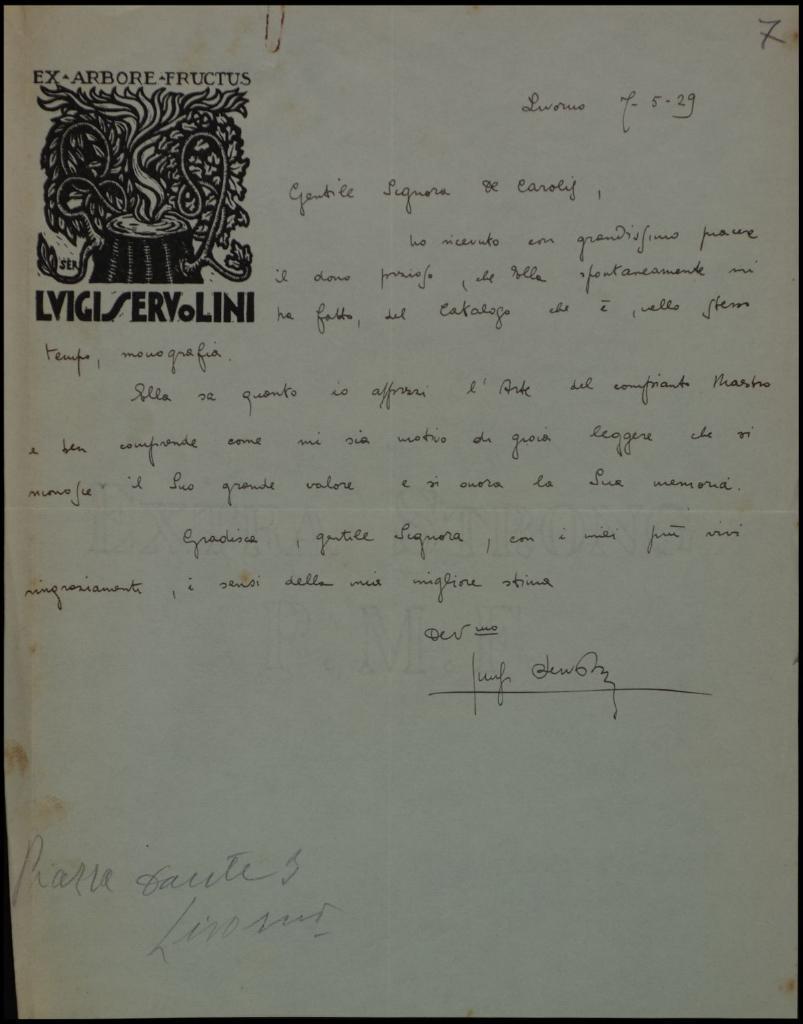 7
EX·ARBORE·FRUCTUS
SER
LVIGI SERVOLINI
Livorno 7-5-29
Gentile Signora De Carolis,
ho ricevuto con grandissimo piacere
il dono prezioso, che Ella spontaneamente mi
ha fatto, del Catalogo che è, nello stesso
tempo, monografia.
Ella sa quanto io apprezzi l'Arte del compianto Maestro
e ben comprende come mi sia motivo di gioia leggere che si
riconosce il Suo grande valore e si onora la Sua memoria.
Gradisca, gentile Signora, con i miei più vivi
ringraziamenti, i sensi della mia migliore stima
Dev mo
Luigi Servolini
EXTRA STRONG
P.M.F
Piazza Dante 3
Livorno